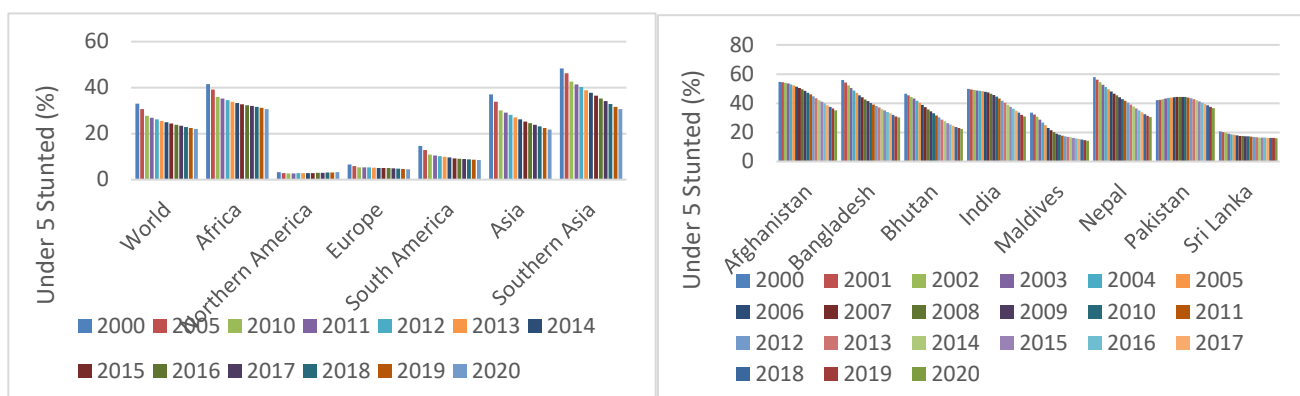 Under 5 Stunted (%)
60
40
20
0
World
Africa
Northern America
Europe
South America
Asia
Southern Asia
2000 2005 2010 2011 2012 2013 2014
2015 2016 2017 2018 2019 2020
Under 5 Stunted (%)
80
60
40
20
0
Afghanistan
Bangladesh
Bhutan
India
Maldives
Nepal
Pakistan
Sri Lanka
2000 2001 2002 2003 2004 2005
2006 2007 2008 2009 2010 2011
2012 2013 2014 2015 2016 2017
2018 2019 2020